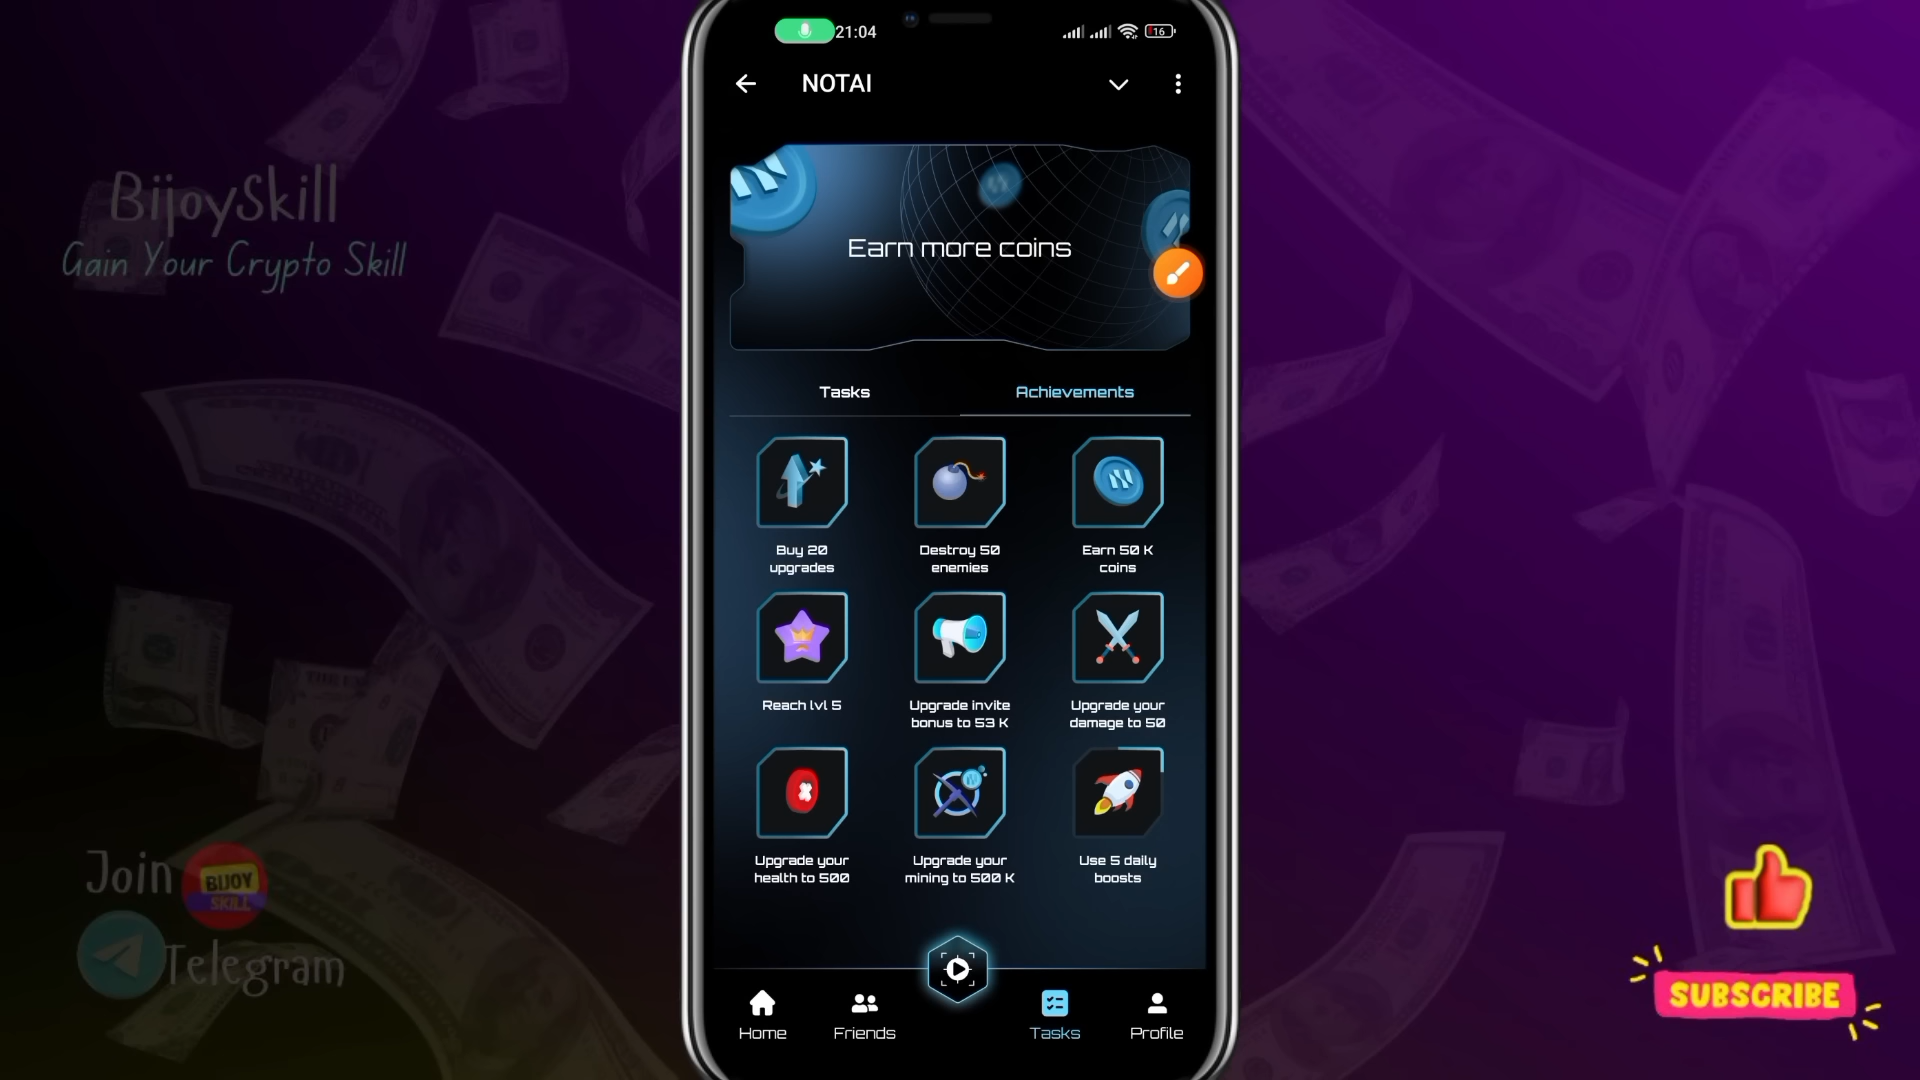 BijoySkill
Gain Your Crypto Skill
Join
BIJOY
SKILL
Telegram
21:04
16
NOTAI
Earn more coins
Tasks
Achievements
Buy 20
upgrades
Destroy 50
enemies
Earn 50 K
coins
Reach lvl 5
Upgrade invite
bonus to 53 K
Upgrade your
damage to 50
Upgrade your
health to 500
Upgrade your
mining to 500 K
Use 5 daily
boosts
Home
Friends
Tasks
Profile
SUBSCRIBE